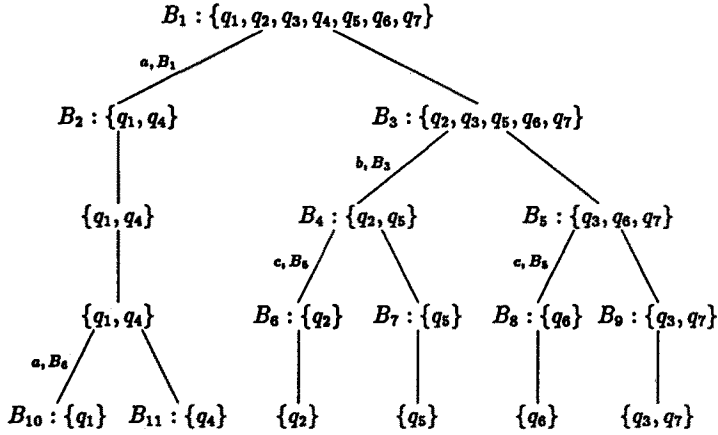 B₁ : {q₁, q₂, q₃, q₄, q₅, q₆, q₇}
a, B₁
B₂ : {q₁, q₄}
B₃ : {q₂, q₃, q₅, q₆, q₇}
b, B₃
{q₁, q₄}
B₄ : {q₂, q₅}
B₅ : {q₃, q₆, q₇}
c, B₅
c, B₅
{q₁, q₄}
B₆ : {q₂}
B₇ : {q₅}
B₈ : {q₆}
B₉ : {q₃, q₇}
a, B₆
B₁₀ : {q₁}
B₁₁ : {q₄}
{q₂}
{q₅}
{q₆}
{q₃, q₇}